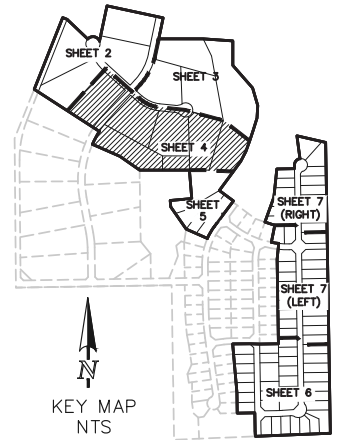 SHEET 2
SHEET 3
SHEET 4
SHEET
5
SHEET 7
(RIGHT)
SHEET 7
(LEFT)
SHEET 6
N
KEY MAP
NTS